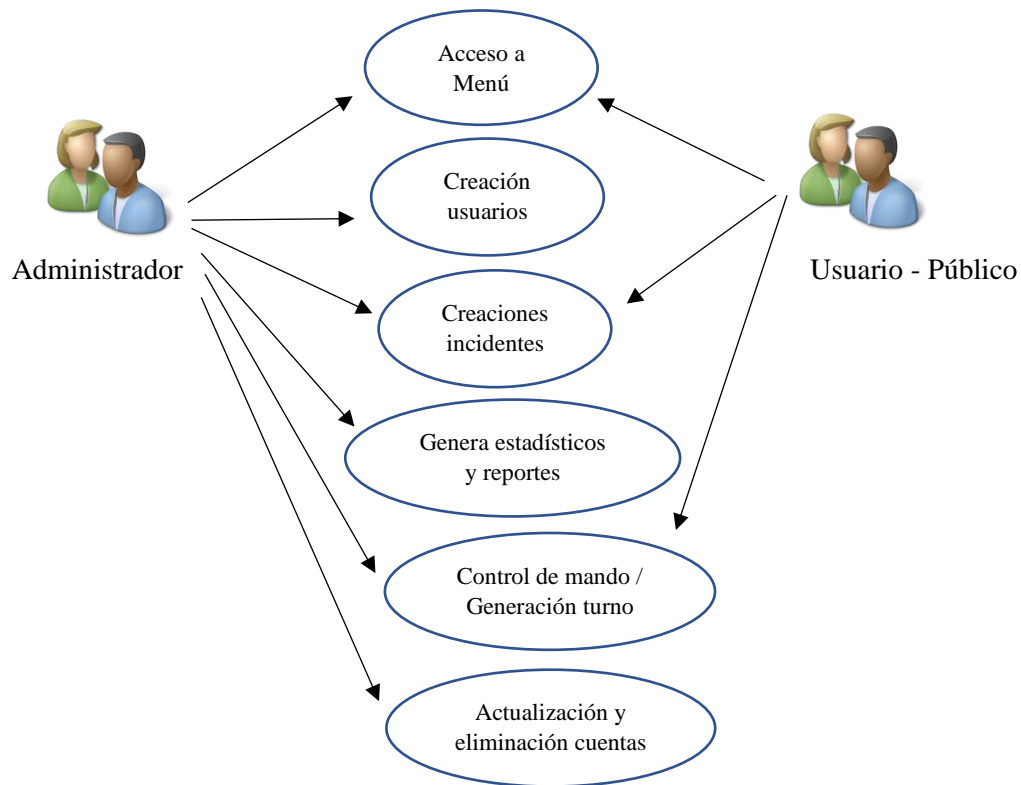 Acceso a
Menú
Creación
usuarios
Administrador
Usuario - Público
Creaciones
incidentes
Genera estadísticos
y reportes
Control de mando /
Generación turno
Actualización y
eliminación cuentas